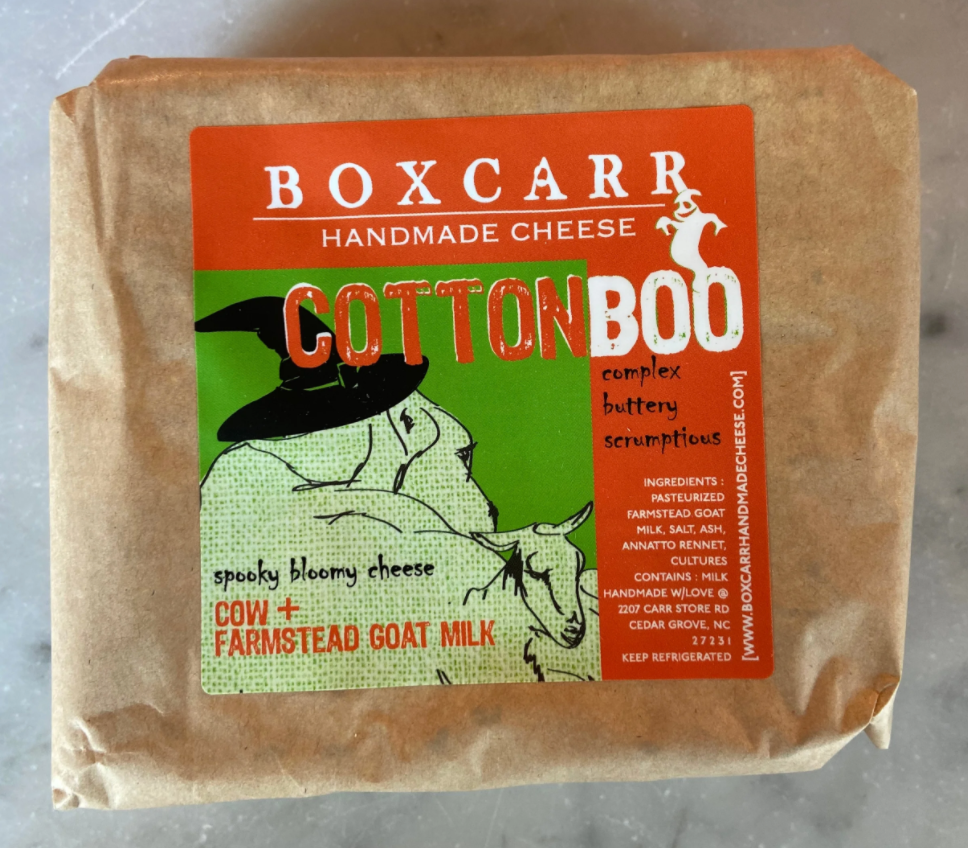 BOXCARR
HANDMADE CHEESE
COTTONBOO
complex
buttery
scrumptious
INGREDIENTS :
PASTEURIZED
FARMSTEAD GOAT
MILK, SALT, ASH,
ANNATTO RENNET,
CULTURES
CONTAINS : MILK
HANDMADE W/LOVE @
2207 CARR STORE RD
CEDAR GROVE, NC
27231
KEEP REFRIGERATED
[WWW.BOXCARRHANDMADECHEESE.COM]
spooky bloomy cheese
COW +
FARMSTEAD GOAT MILK